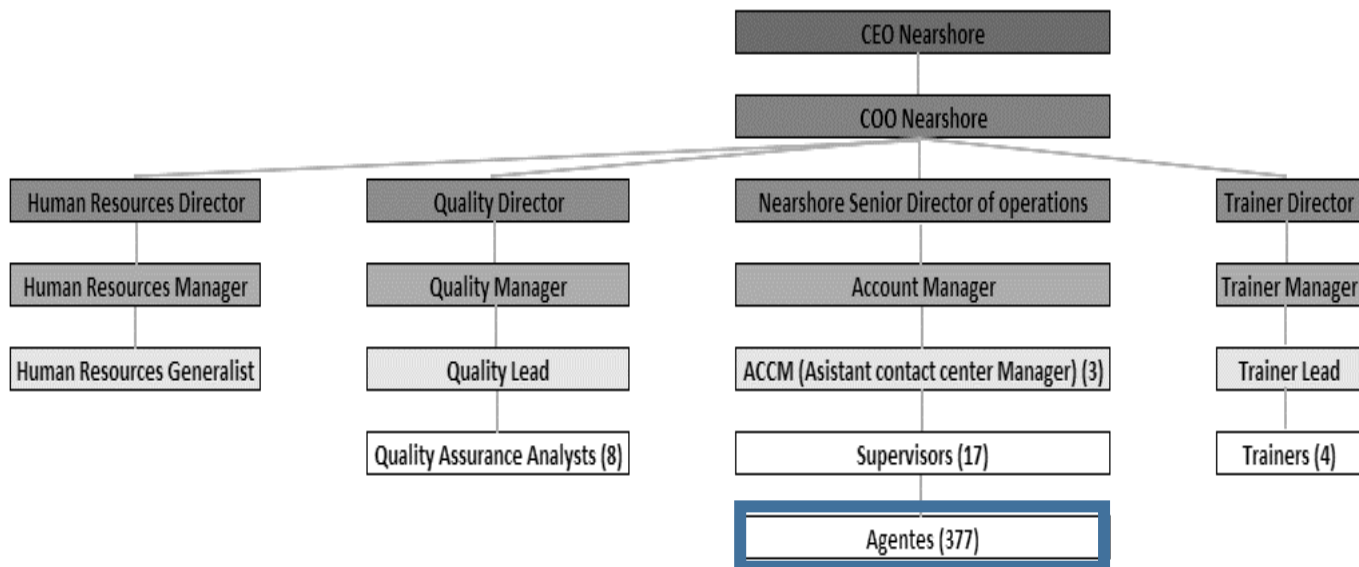 CEO Nearshore
COO Nearshore
Human Resources Director
Quality Director
Nearshore Senior Director of operations
Trainer Director
Human Resources Manager
Quality Manager
Account Manager
Trainer Manager
Human Resources Generalist
Quality Lead
ACCM (Asistant contact center Manager) (3)
Trainer Lead
Quality Assurance Analysts (8)
Supervisors (17)
Trainers (4)
Agentes (377)